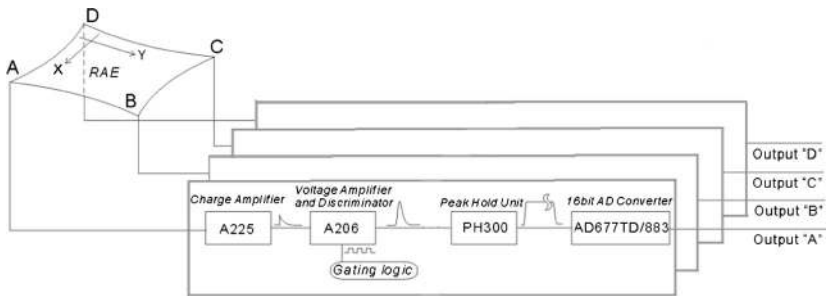 D
C
Y
X
RAE
A
B
Output "D"
Output "C"
Output "B"
Output "A"
Charge Amplifier
Voltage Amplifier
and Discriminator
Peak Hold Unit
16bit AD Converter
A225
A206
PH300
AD677TD/883
Gating logic